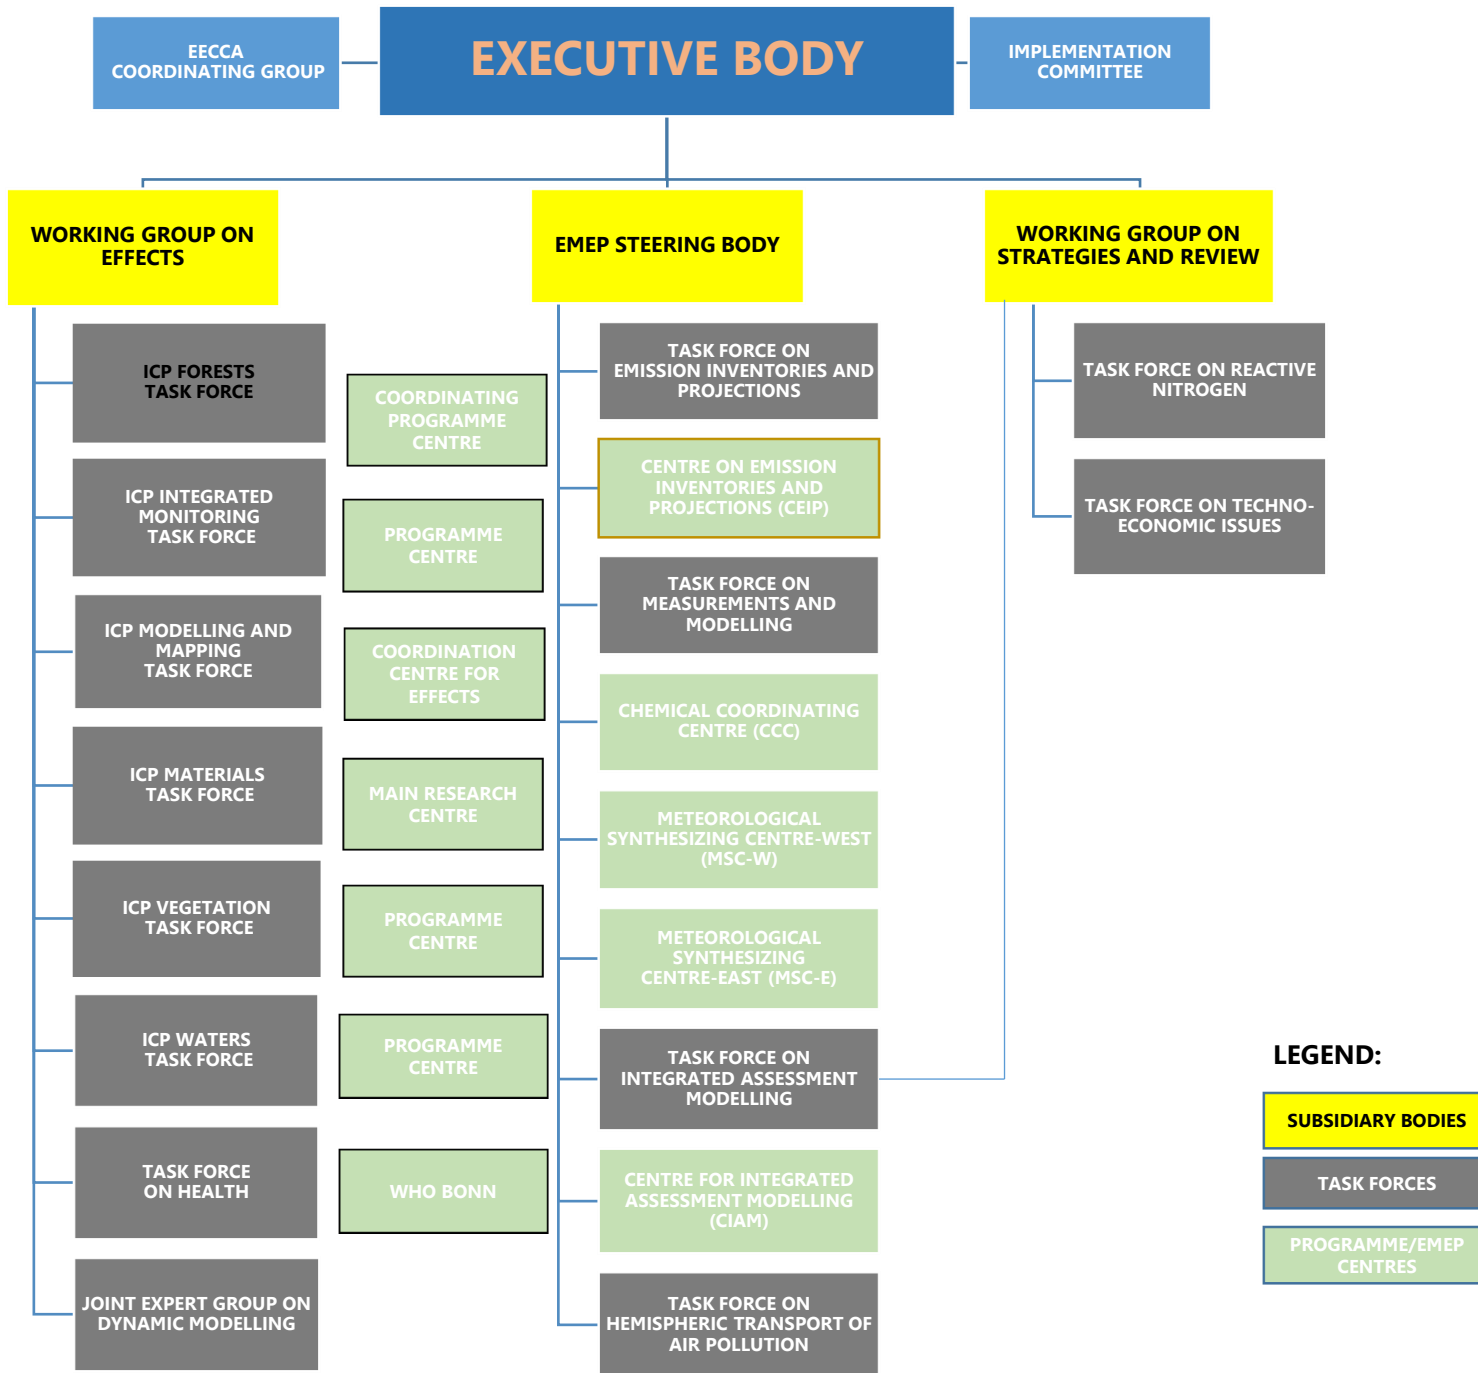 EECCA
COORDINATING GROUP
EXECUTIVE BODY
IMPLEMENTATION
COMMITTEE
WORKING GROUP ON
EFFECTS
EMEP STEERING BODY
WORKING GROUP ON
STRATEGIES AND REVIEW
ICP FORESTS
TASK FORCE
ICP INTEGRATED
MONITORING
TASK FORCE
ICP MODELLING AND
MAPPING
TASK FORCE
ICP MATERIALS
TASK FORCE
ICP VEGETATION
TASK FORCE
ICP WATERS
TASK FORCE
TASK FORCE
ON HEALTH
JOINT EXPERT GROUP ON
DYNAMIC MODELLING
COORDINATING
PROGRAMME
CENTRE
PROGRAMME
CENTRE
COORDINATION
CENTRE FOR
EFFECTS
MAIN RESEARCH
CENTRE
PROGRAMME
CENTRE
PROGRAMME
CENTRE
WHO BONN
TASK FORCE ON
EMISSION INVENTORIES AND
PROJECTIONS
CENTRE ON EMISSION
INVENTORIES AND
PROJECTIONS (CEIP)
TASK FORCE ON
MEASUREMENTS AND
MODELLING
CHEMICAL COORDINATING
CENTRE (CCC)
METEOROLOGICAL
SYNTHESIZING CENTRE-WEST
(MSC-W)
METEOROLOGICAL
SYNTHESIZING
CENTRE-EAST (MSC-E)
TASK FORCE ON
INTEGRATED ASSESSMENT
MODELLING
CENTRE FOR INTEGRATED
ASSESSMENT MODELLING
(CIAM)
TASK FORCE ON
HEMISPHERIC TRANSPORT OF
AIR POLLUTION
TASK FORCE ON REACTIVE
NITROGEN
TASK FORCE ON TECHNO-
ECONOMIC ISSUES
LEGEND:
SUBSIDIARY BODIES
TASK FORCES
PROGRAMME/EMEP
CENTRES